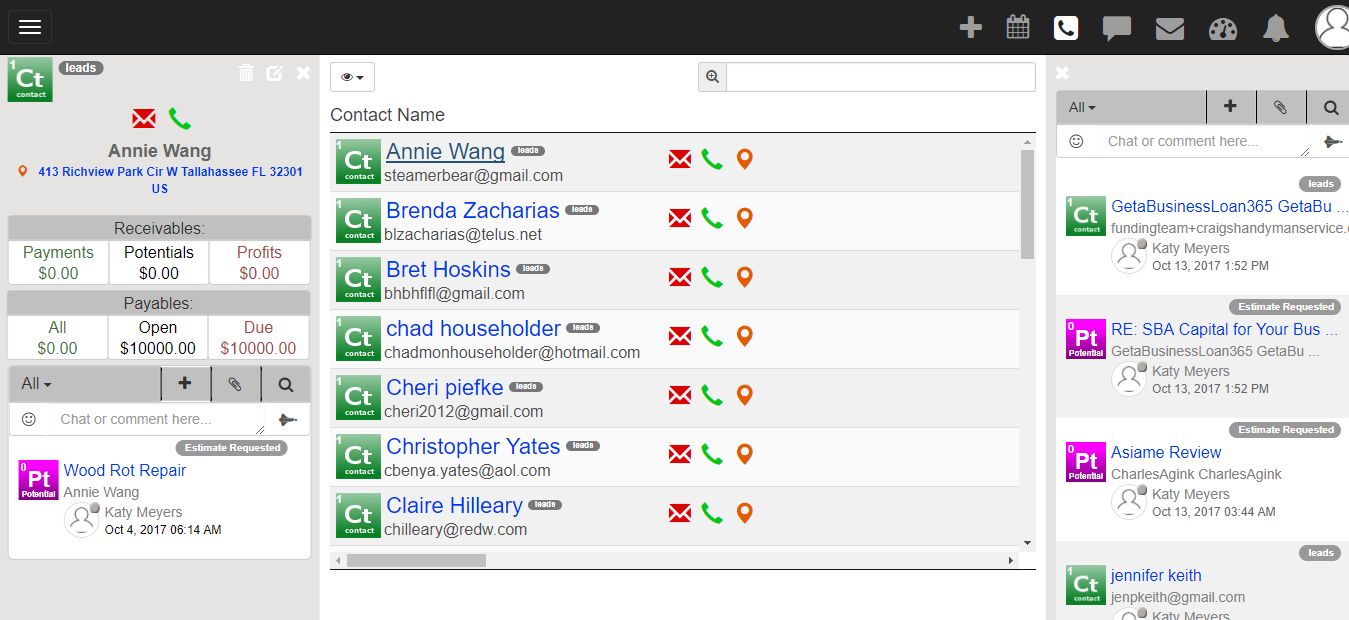 1
Ct
contact
leads
Annie Wang
413 Richview Park Cir W Tallahassee FL 32301
US
Receivables:
Payments Potentials Profits
$0.00 $0.00 $0.00
Payables:
All Open Due
$0.00 $10000.00 $10000.00
All
Chat or comment here...
Estimate Requested
0
Pt
Potential
Wood Rot Repair
Annie Wang
Katy Meyers
Oct 4, 2017 06:14 AM
Contact Name
1
Ct
contact
Annie Wang leads
steamerbear@gmail.com
1
Ct
contact
Brenda Zacharias leads
blzacharias@telus.net
1
Ct
contact
Bret Hoskins leads
bhbhflfl@gmail.com
1
Ct
contact
chad householder leads
chadmonhouseholder@hotmail.com
1
Ct
contact
Cheri piefke leads
cheri2012@gmail.com
1
Ct
contact
Christopher Yates leads
cbenya.yates@aol.com
1
Ct
contact
Claire Hilleary leads
chilleary@redw.com
All
Chat or comment here...
leads
1
Ct
contact
GetaBusinessLoan365 GetaBu ...
fundingteam+craigshandymanservice.
Katy Meyers
Oct 13, 2017 1:52 PM
Estimate Requested
0
Pt
Potential
RE: SBA Capital for Your Bus ...
GetaBusinessLoan365 GetaBu ...
Katy Meyers
Oct 13, 2017 1:52 PM
Estimate Requested
0
Pt
Potential
Asiame Review
CharlesAgink CharlesAgink
Katy Meyers
Oct 13, 2017 03:44 AM
leads
1
Ct
contact
jennifer keith
jenpkeith@gmail.com
Katy Meyers